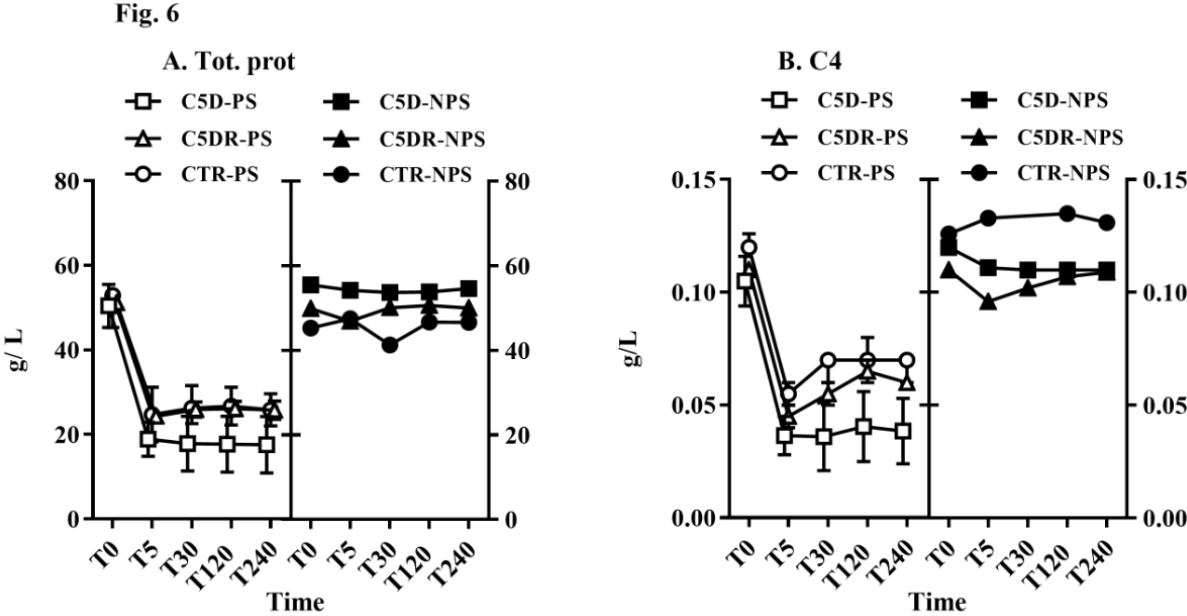 Fig. 6
A. Tot. prot
C5D-PS
C5D-NPS
C5DR-PS
C5DR-NPS
CTR-PS
CTR-NPS
g/ L
80
60
40
20
0
80
60
40
20
0
T0
T5
T30
T120
T240
T0
T5
T30
T120
T240
Time
B. C4
C5D-PS
C5D-NPS
C5DR-PS
C5DR-NPS
CTR-PS
CTR-NPS
g/L
0.15
0.10
0.05
0.00
0.15
0.10
0.05
0.00
T0
T5
T30
T120
T240
T0
T5
T30
T120
T240
Time